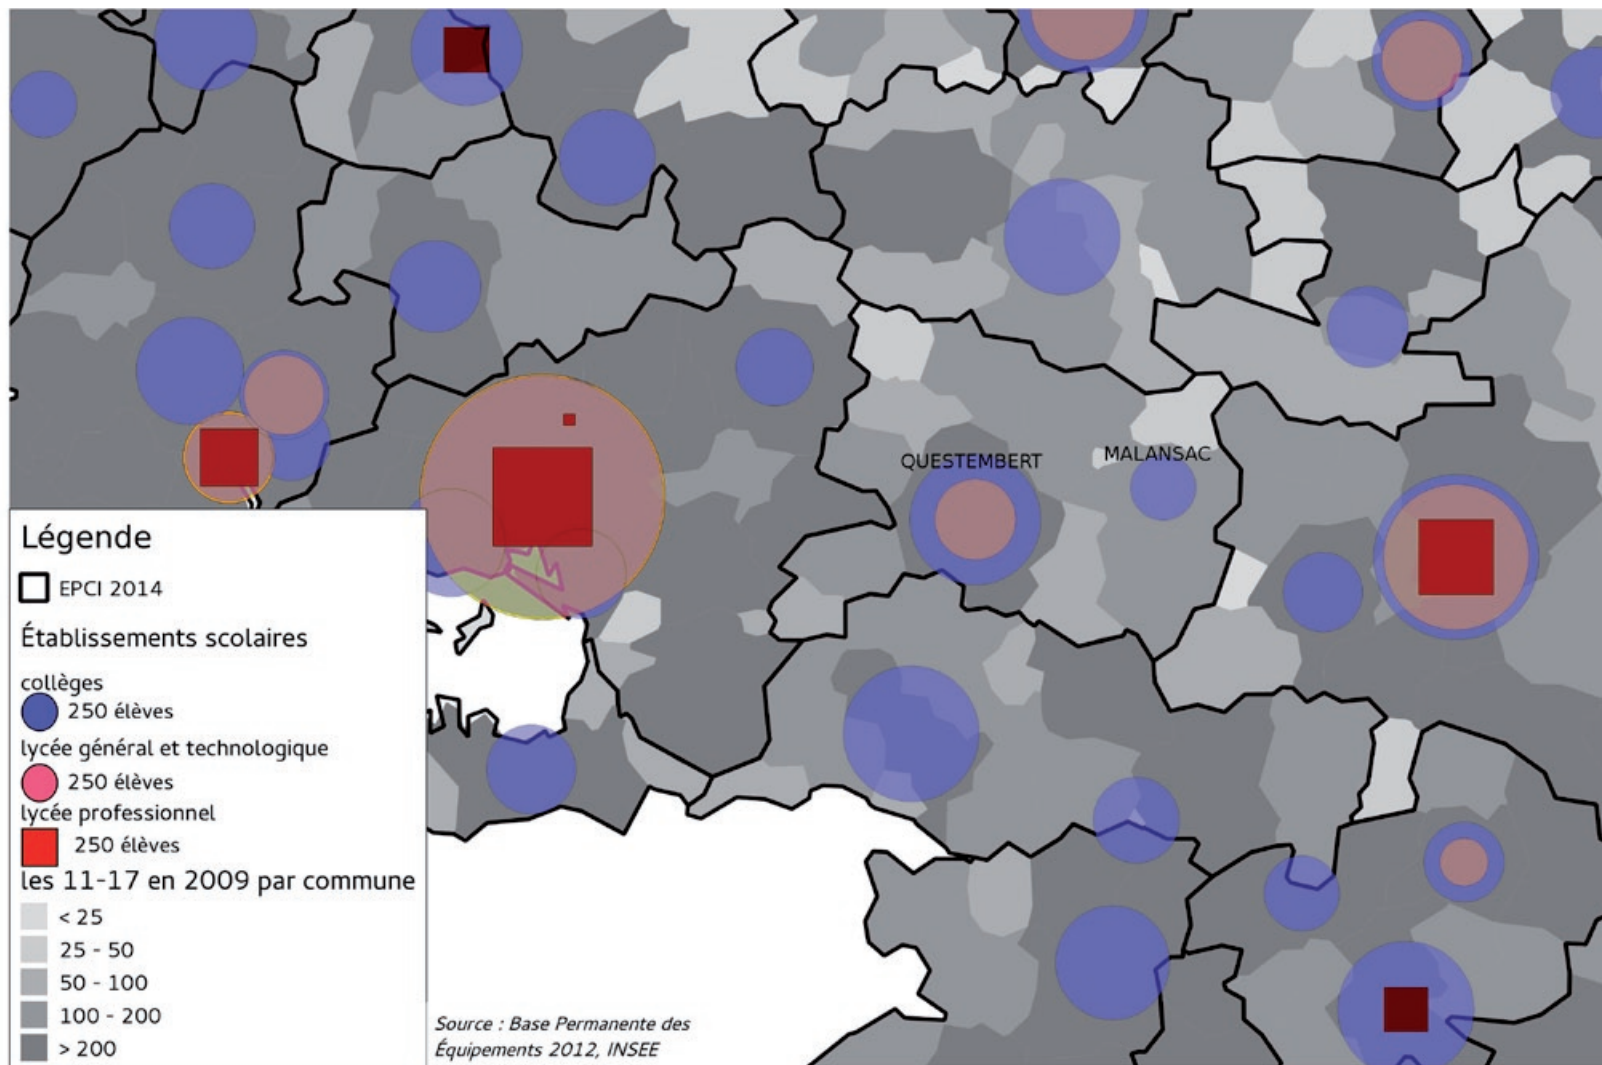 QUESTEMBERT
MALANSAC
Légende
EPCI 2014
Établissements scolaires
collèges
250 élèves
lycée général et technologique
250 élèves
lycée professionnel
250 élèves
les 11-17 en 2009 par commune
< 25
25 - 50
50 - 100
100 - 200
> 200
Source : Base Permanente des
Équipements 2012, INSEE